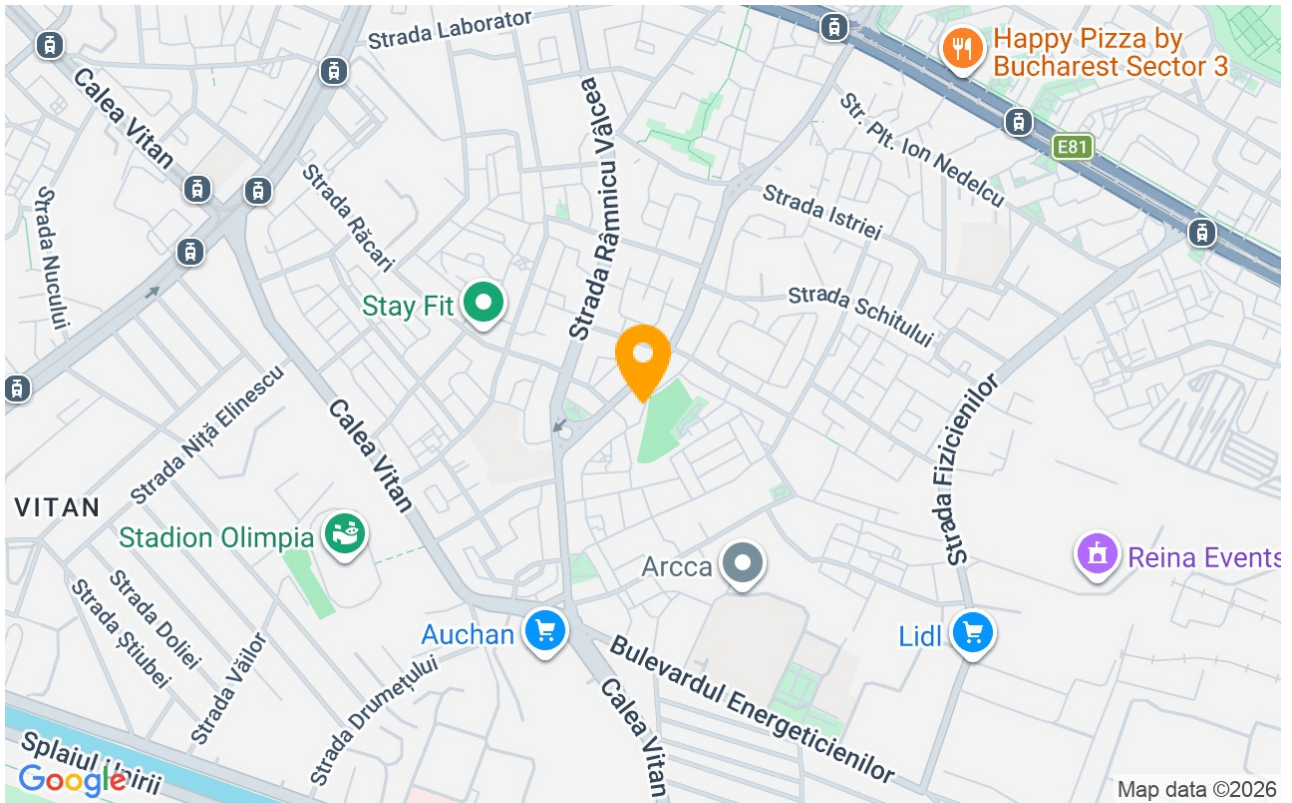 Strada Laborator
Happy Pizza by
Bucharest Sector 3
Calea Vitan
Strada Râmnicu Vâlcea
Str. Plt. Ion Nedelcu
E81
Strada Nucului
Strada Răcari
Strada Istriei
Stay Fit
Strada Schitului
Strada Niță Elinescu
Calea Vitan
Strada Fizicienilor
VITAN
Stadion Olimpia
Arcca
Reina Events
Strada Doliei
Strada Știubei
Strada Văilor
Auchan
Lidl
Strada Drumețului
Bulevardul Energeticienilor
Calea Vitan
Splaiul Unirii
Google
Map data ©2026